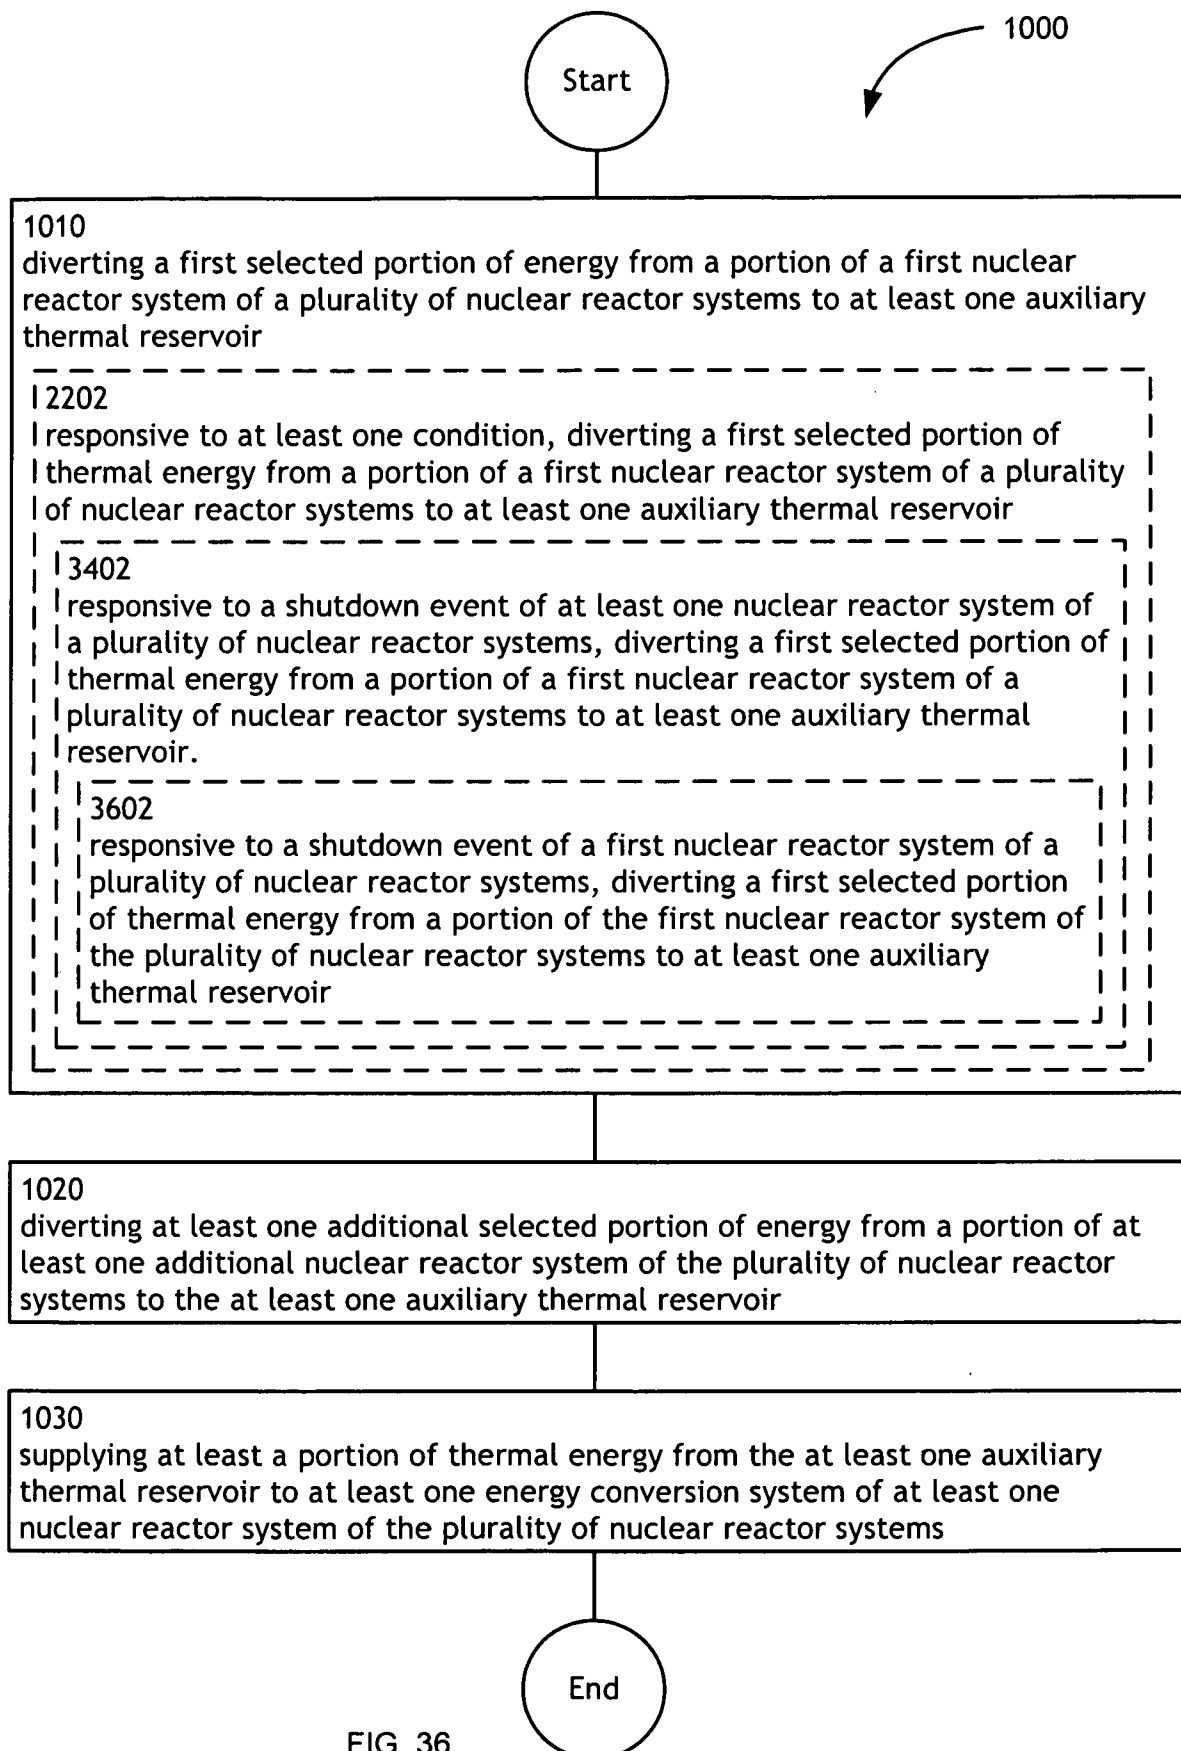 Start
1000
1010
diverting a first selected portion of energy from a portion of a first nuclear
reactor system of a plurality of nuclear reactor systems to at least one auxiliary
thermal reservoir
2202
responsive to at least one condition, diverting a first selected portion of
thermal energy from a portion of a first nuclear reactor system of a plurality
of nuclear reactor systems to at least one auxiliary thermal reservoir
3402
responsive to a shutdown event of at least one nuclear reactor system of
a plurality of nuclear reactor systems, diverting a first selected portion of
thermal energy from a portion of a first nuclear reactor system of a
plurality of nuclear reactor systems to at least one auxiliary thermal
reservoir.
3602
responsive to a shutdown event of a first nuclear reactor system of a
plurality of nuclear reactor systems, diverting a first selected portion
of thermal energy from a portion of the first nuclear reactor system of
the plurality of nuclear reactor systems to at least one auxiliary
thermal reservoir
1020
diverting at least one additional selected portion of energy from a portion of at
least one additional nuclear reactor system of the plurality of nuclear reactor
systems to the at least one auxiliary thermal reservoir
1030
supplying at least a portion of thermal energy from the at least one auxiliary
thermal reservoir to at least one energy conversion system of at least one
nuclear reactor system of the plurality of nuclear reactor systems
End
FIG. 36